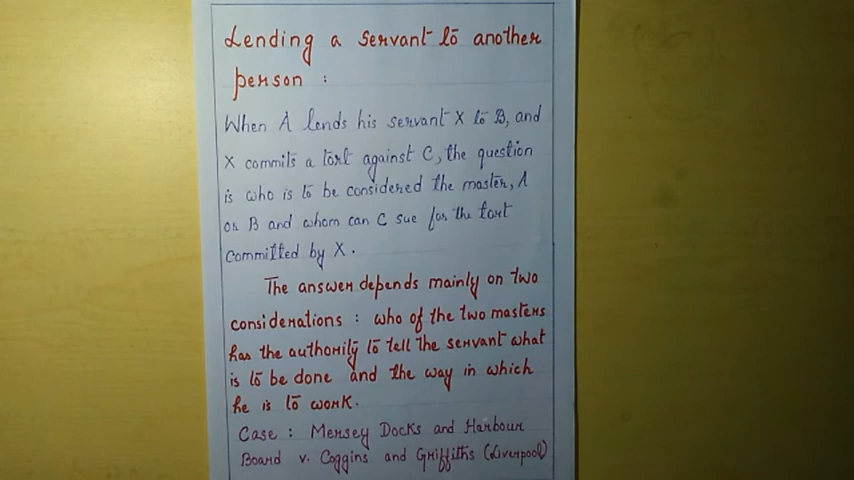 Lending a servant to another
person :
When A lends his servant X to B, and
X commits a tort against C, the question
is who is to be considered the master, A
or B and whom can C sue for the tort
committed by X.
The answer depends mainly on two
considerations : who of the two masters
has the authority to tell the servant what
is to be done and the way in which
he is to work.
Case : Mersey Docks and Harbour
Board v. Coggins and Griffiths (Liverpool)